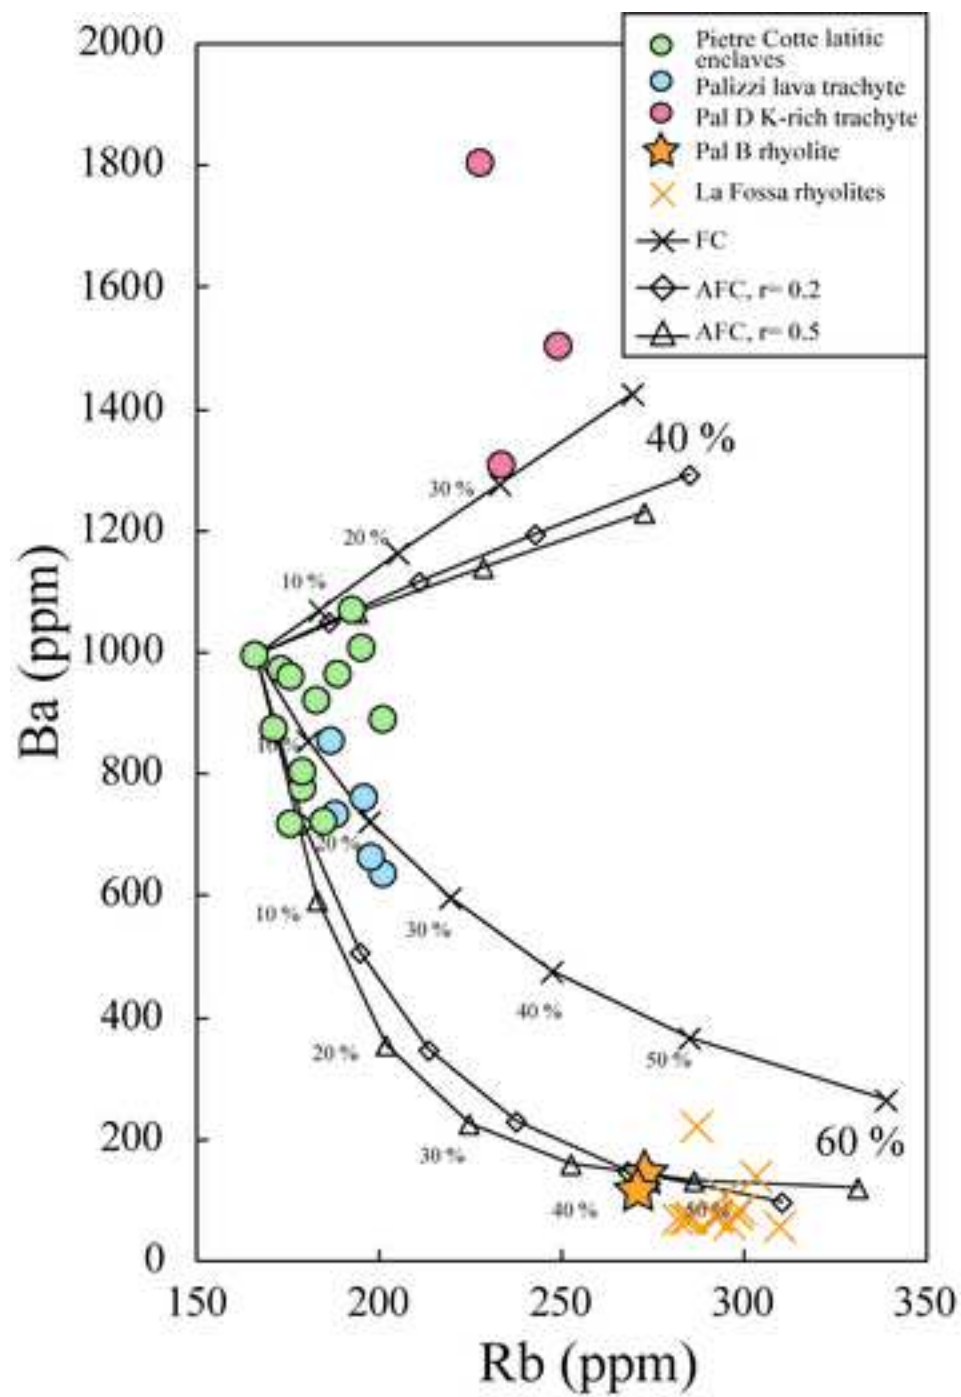 2000
1800
1600
1400
1200
1000
800
600
400
200
0
Ba (ppm)
150
200
250
300
350
Rb (ppm)
Pietre Cotte latitic
enclaves
Palizzi lava trachyte
Pal D K-rich trachyte
Pal B rhyolite
La Fossa rhyolites
FC
AFC, r= 0.2
AFC, r= 0.5
40 %
30 %
20 %
10 %
10 %
20 %
30 %
40 %
50 %
60 %
10 %
20 %
30 %
40 %
50 %